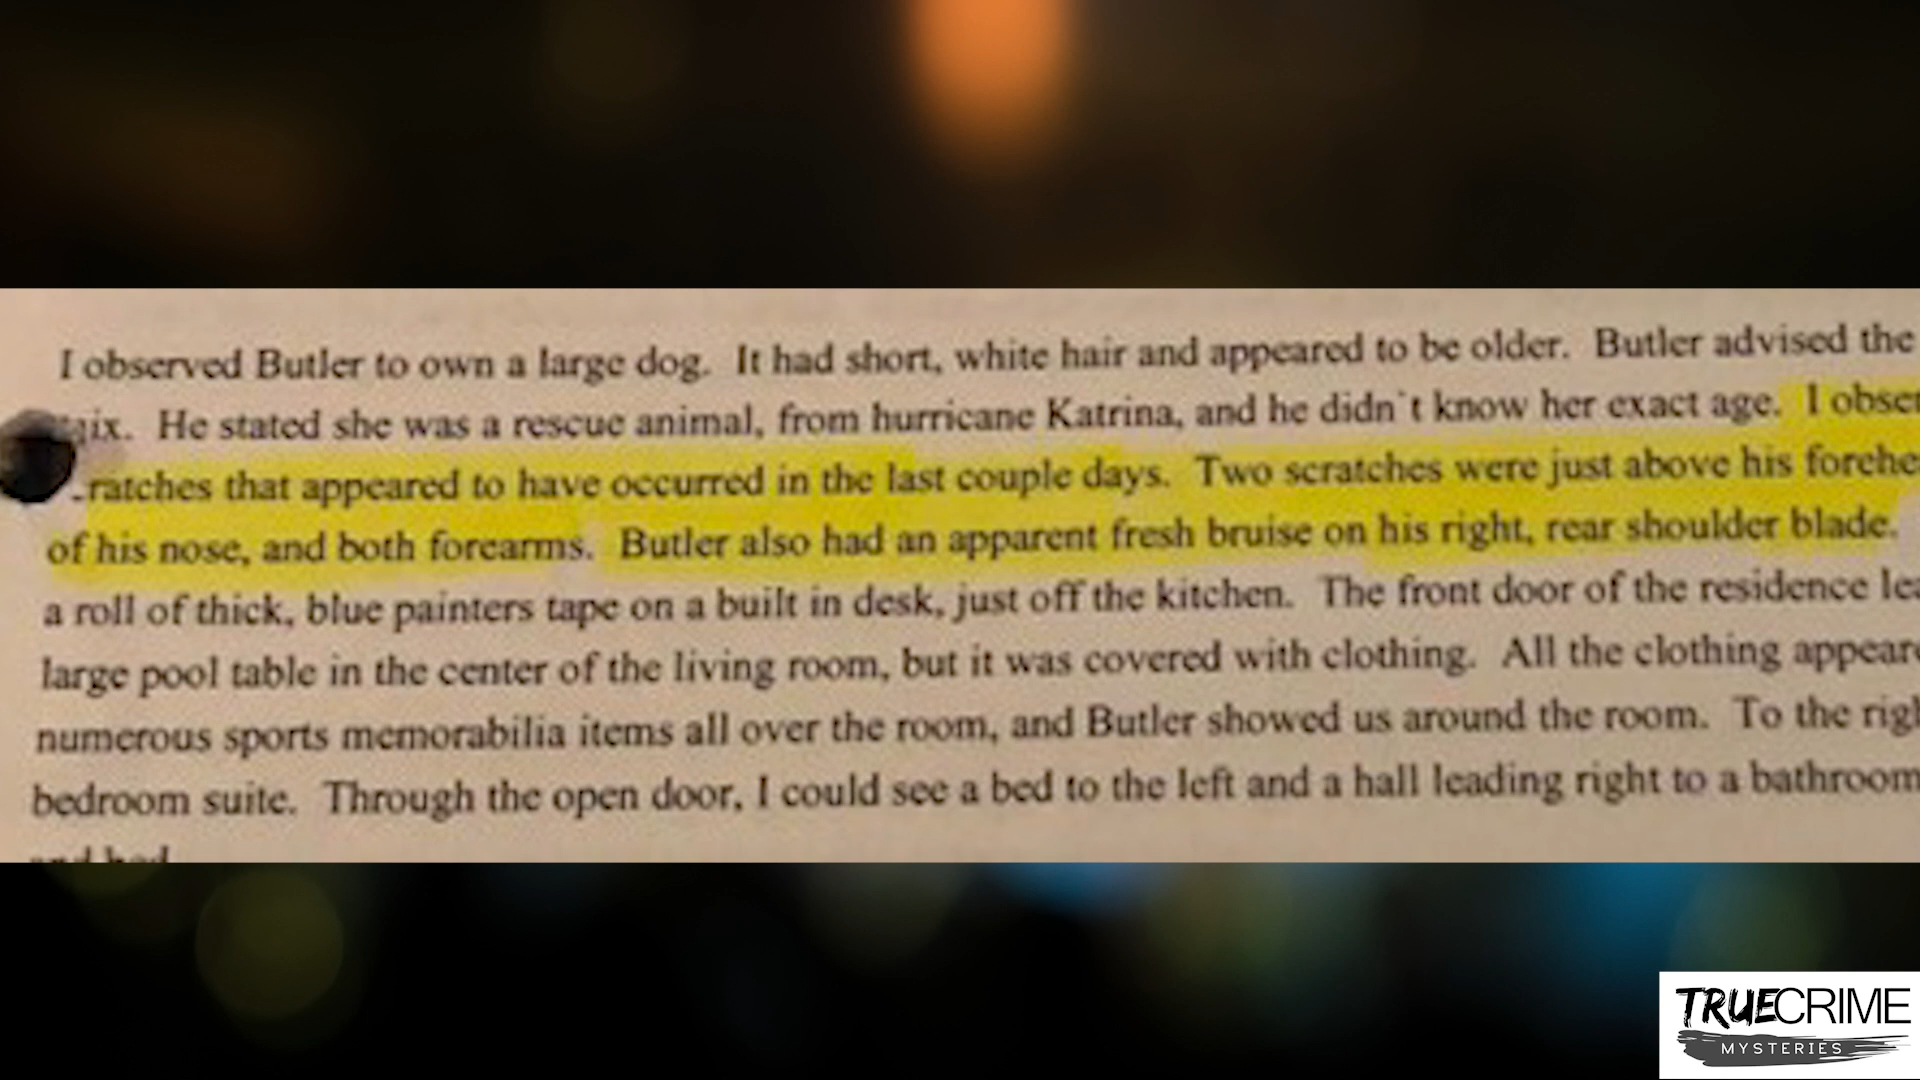 I observed Butler to own a large dog. It had short, white hair and appeared to be older. Butler advised the
He stated she was a rescue animal, from hurricane Katrina, and he didn't know her exact age. I obser
ratches that appeared to have occurred in the last couple days. Two scratches were just above his forehe
of his nose, and both forearms. Butler also had an apparent fresh bruise on his right, rear shoulder blade.
a roll of thick, blue painters tape on a built in desk, just off the kitchen. The front door of the residence lea
large pool table in the center of the living room, but it was covered with clothing. All the clothing appeare
numerous sports memorabilia items all over the room, and Butler showed us around the room. To the righ
bedroom suite. Through the open door, I could see a bed to the left and a hall leading right to a bathroom
TRUECRIME
MYSTERIES